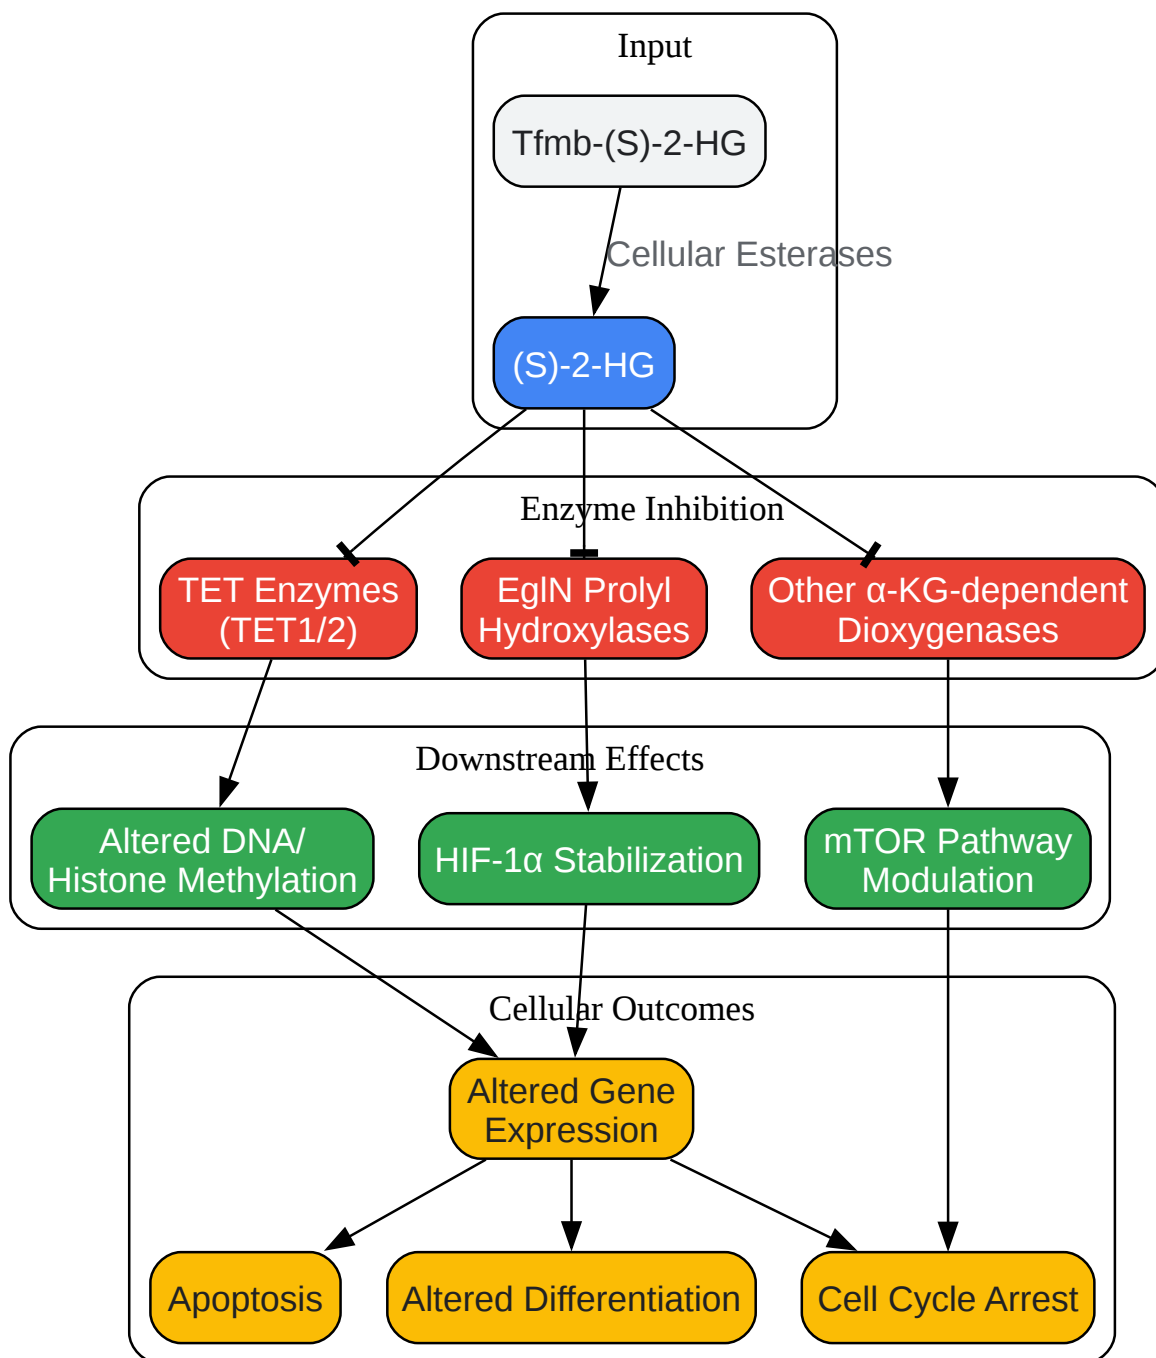 Input
Tfmb-(S)-2-HG
Cellular Esterases
(S)-2-HG
Enzyme Inhibition
TET Enzymes
(TET1/2)
EglN Prolyl
Hydroxylases
Other α-KG-dependent
Dioxygenases
Downstream Effects
Altered DNA/
Histone Methylation
HIF-1α Stabilization
mTOR Pathway
Modulation
Cellular Outcomes
Altered Gene
Expression
Apoptosis
Altered Differentiation
Cell Cycle Arrest